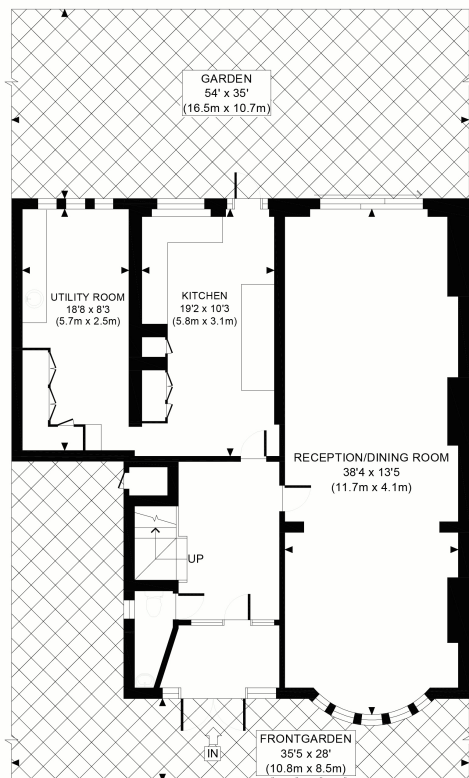 GARDEN
54' x 35'
(16.5m x 10.7m)
UTILITY ROOM
18'8 x 8'3
(5.7m x 2.5m)
KITCHEN
19'2 x 10'3
(5.8m x 3.1m)
RECEPTION/DINING ROOM
38'4 x 13'5
(11.7m x 4.1m)
UP
IN
FRONTGARDEN
35'5 x 28'
(10.8m x 8.5m)